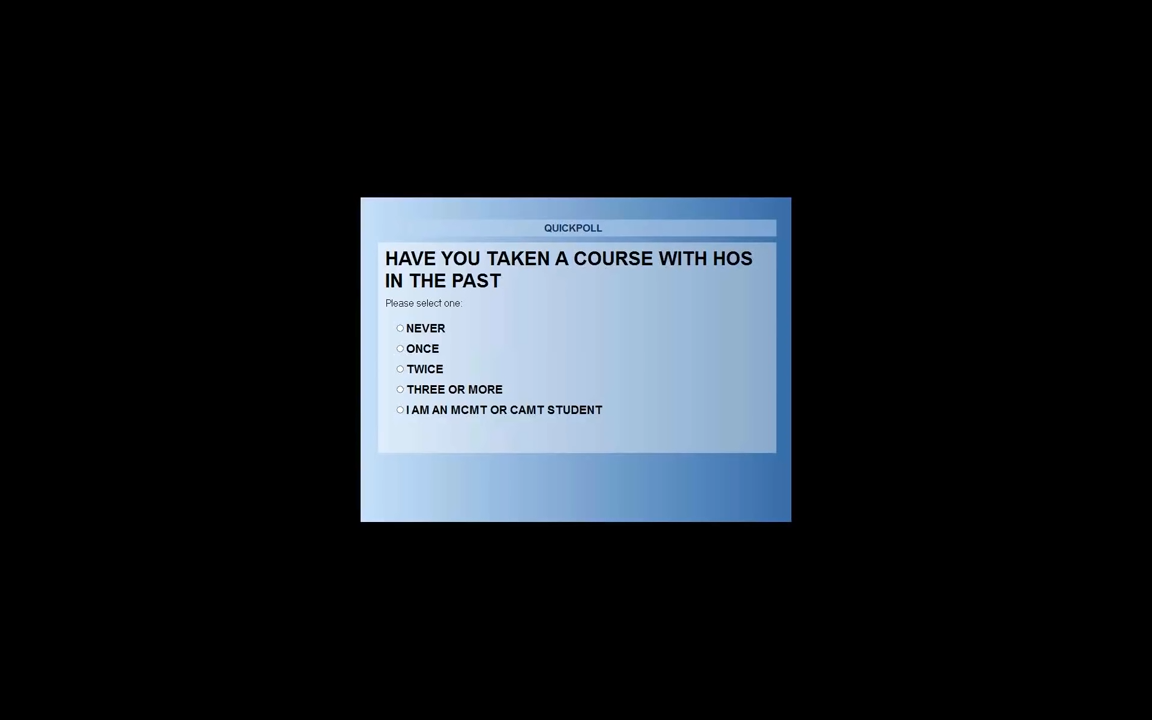 QUICKPOLL
HAVE YOU TAKEN A COURSE WITH HOS
IN THE PAST
Please select one:
NEVER
ONCE
TWICE
THREE OR MORE
I AM AN MCMT OR CAMT STUDENT